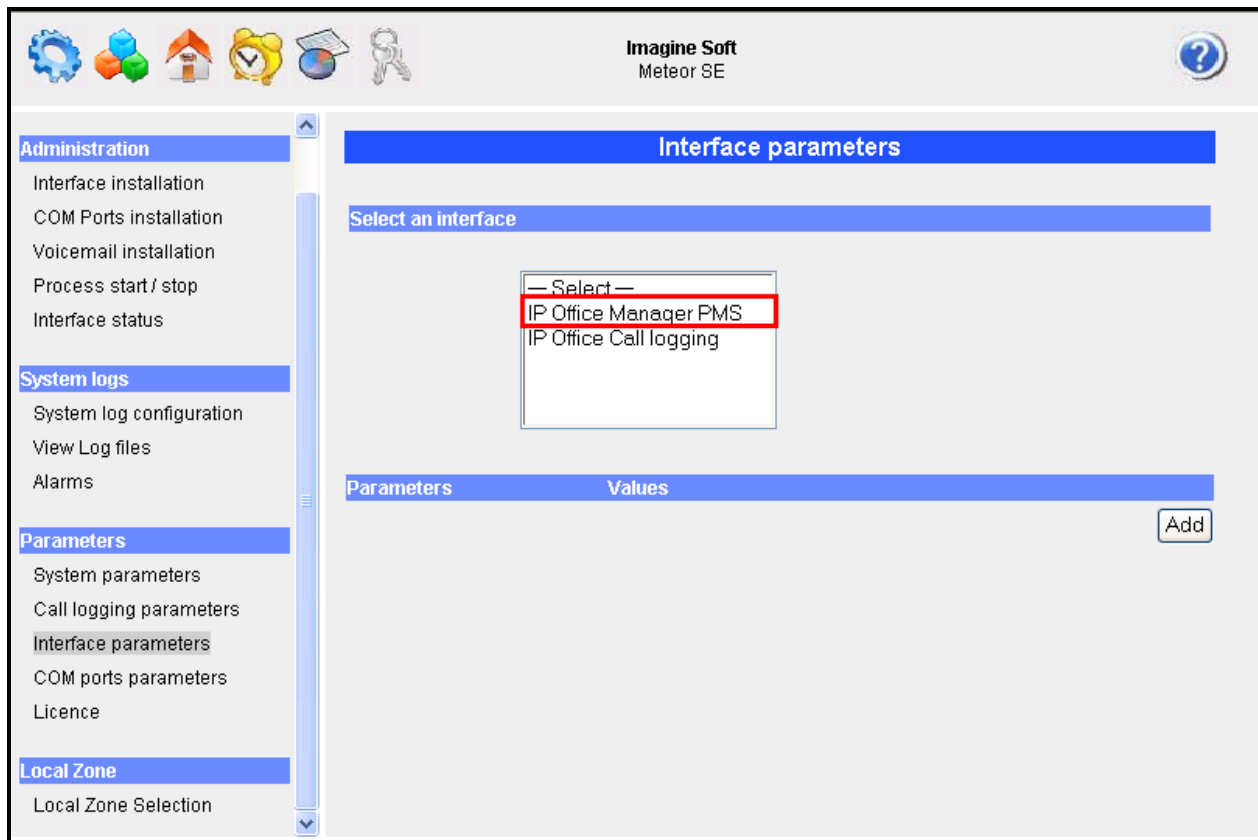 Imagine Soft
Meteor SE
Administration
Interface installation
COM Ports installation
Voicemail installation
Process start / stop
Interface status
System logs
System log configuration
View Log files
Alarms
Parameters
System parameters
Call logging parameters
Interface parameters
COM ports parameters
Licence
Local Zone
Local Zone Selection
Interface parameters
Select an interface
— Select —
IP Office Manager PMS
IP Office Call logging
Parameters Values
Add